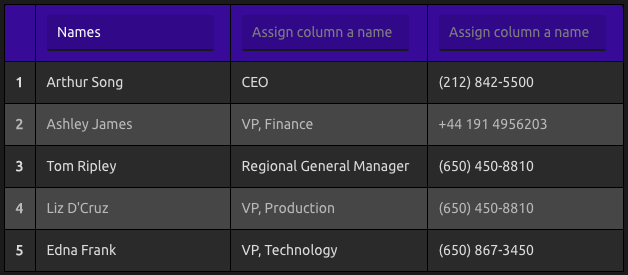 Names Assign column a name Assign column a name
1 Arthur Song CEO (212) 842-5500
2 Ashley James VP, Finance +44 191 4956203
3 Tom Ripley Regional General Manager (650) 450-8810
4 Liz D'Cruz VP, Production (650) 450-8810
5 Edna Frank VP, Technology (650) 867-3450